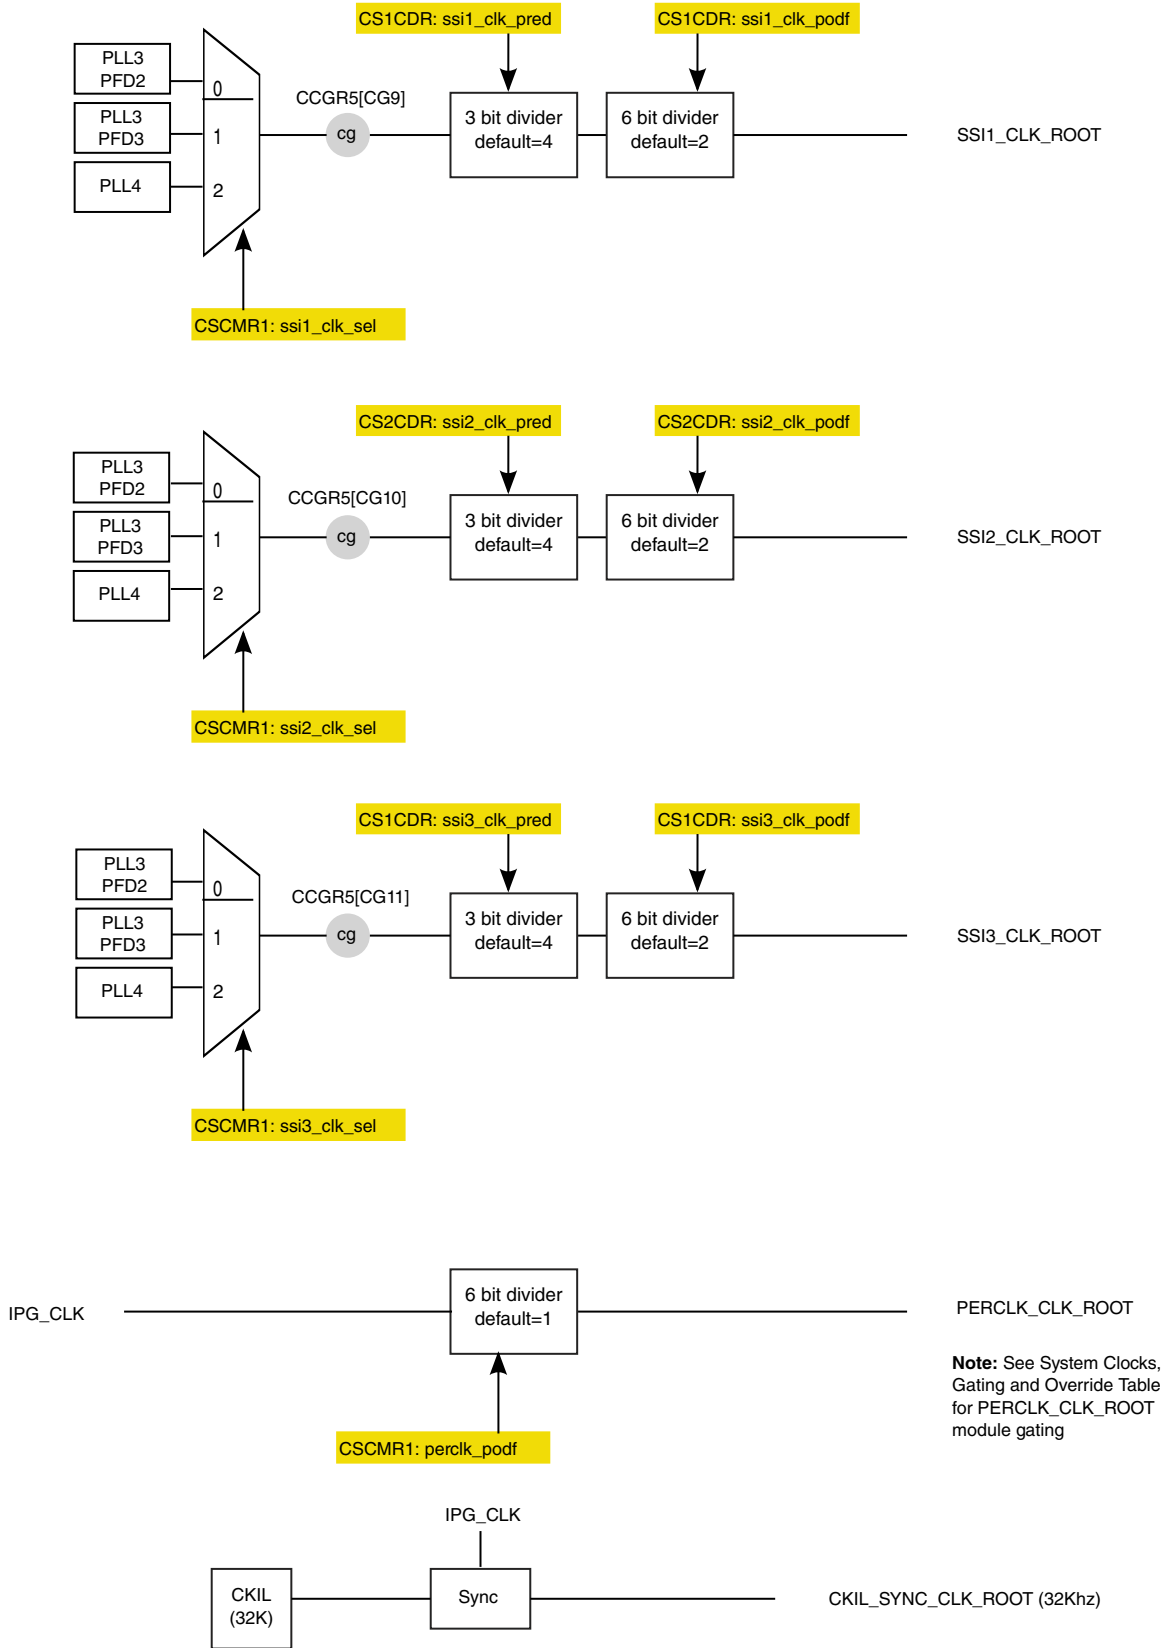 CS1CDR: ssi1_clk_pred
CS1CDR: ssi1_clk_podf
PLL3
PFD2
PLL3
PFD3
PLL4
0
1
2
CCGR5[CG9]
cg
3 bit divider
default=4
6 bit divider
default=2
SSI1_CLK_ROOT
CSCMR1: ssi1_clk_sel
CS2CDR: ssi2_clk_pred
CS2CDR: ssi2_clk_podf
PLL3
PFD2
PLL3
PFD3
PLL4
0
1
2
CCGR5[CG10]
cg
3 bit divider
default=4
6 bit divider
default=2
SSI2_CLK_ROOT
CSCMR1: ssi2_clk_sel
CS1CDR: ssi3_clk_pred
CS1CDR: ssi3_clk_podf
PLL3
PFD2
PLL3
PFD3
PLL4
0
1
2
CCGR5[CG11]
cg
3 bit divider
default=4
6 bit divider
default=2
SSI3_CLK_ROOT
CSCMR1: ssi3_clk_sel
IPG_CLK
6 bit divider
default=1
PERCLK_CLK_ROOT
Note: See System Clocks,
Gating and Override Table
for PERCLK_CLK_ROOT
module gating
CSCMR1: perclk_podf
IPG_CLK
CKIL
(32K)
Sync
CKIL_SYNC_CLK_ROOT (32Khz)